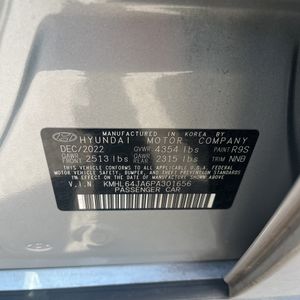 MANUFACTURED IN KOREA BY
HYUNDAI MOTOR COMPANY
DEC/2022 GVWR 4354 lbs PAINT R9S
GAWR FRONT 2513 lbs GAWR REAR 2315 lbs TRIM NNB
THIS VEHICLE CONFORMS TO ALL APPLICABLE U.S.A. FEDERAL
MOTOR VEHICLE SAFETY, BUMPER, AND THEFT PREVENTION STANDARDS
IN EFFECT ON THE DATE OF MANUFACTURE SHOWN ABOVE.
V.I.N KMHL64JA6PA301656
PASSENGER CAR